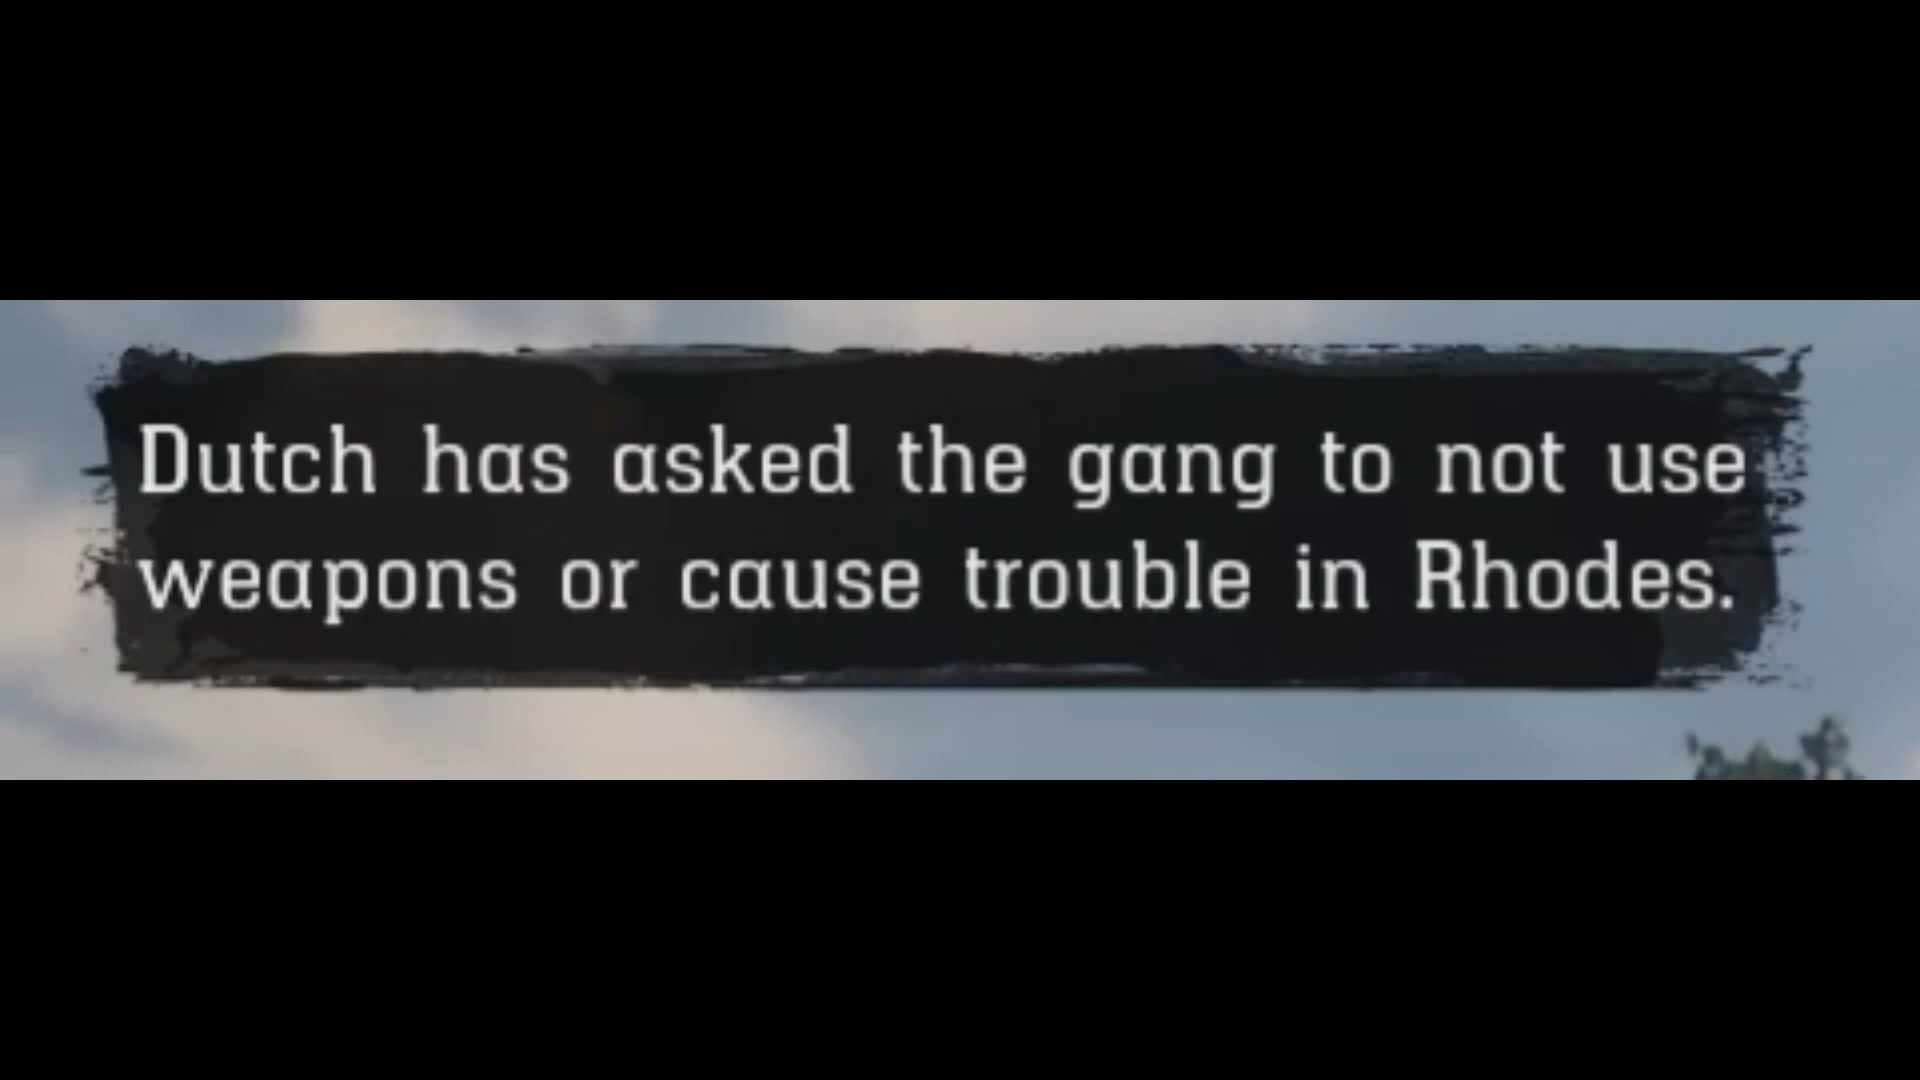 Dutch has asked the gang to not use
weapons or cause trouble in Rhodes.